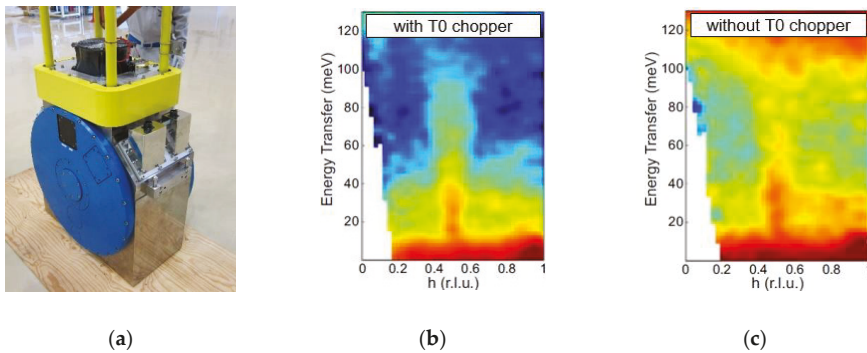 with T0 chopper
120
100
80
60
40
20
Energy Transfer (meV)
0 0.2 0.4 0.6 0.8 1
h (r.l.u.)
without T0 chopper
120
100
80
60
40
20
Energy Transfer (meV)
0 0.2 0.4 0.6 0.8
h (r.l.u.)
(a)
(b)
(c)